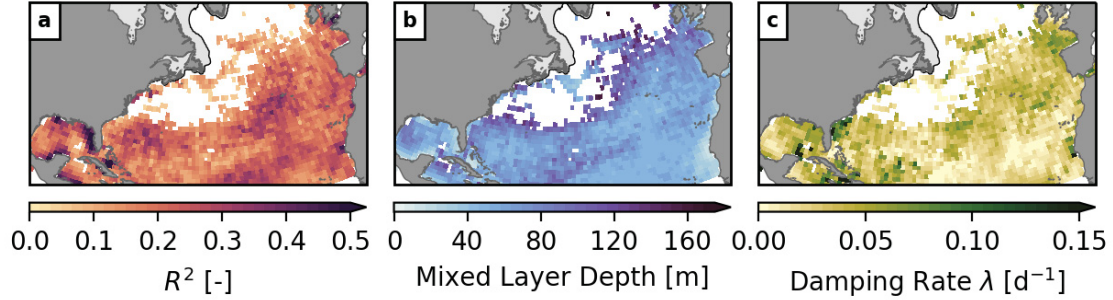 a b c
0.0 0.1 0.2 0.3 0.4 0.5 0 40 80 120 160 0.00 0.05 0.10 0.15
R² [-] Mixed Layer Depth [m] Damping Rate λ [d⁻¹]